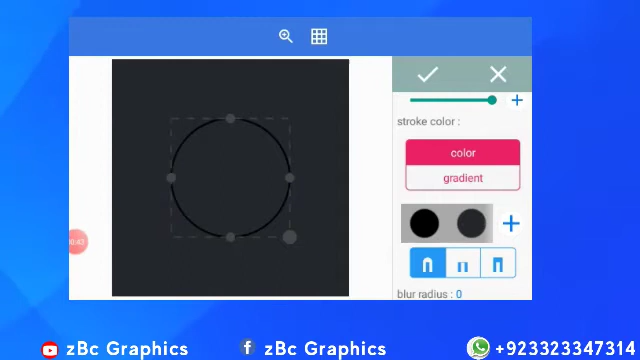 stroke color :
color
gradient
blur radius : 0
zBc Graphics
zBc Graphics
+923323347314